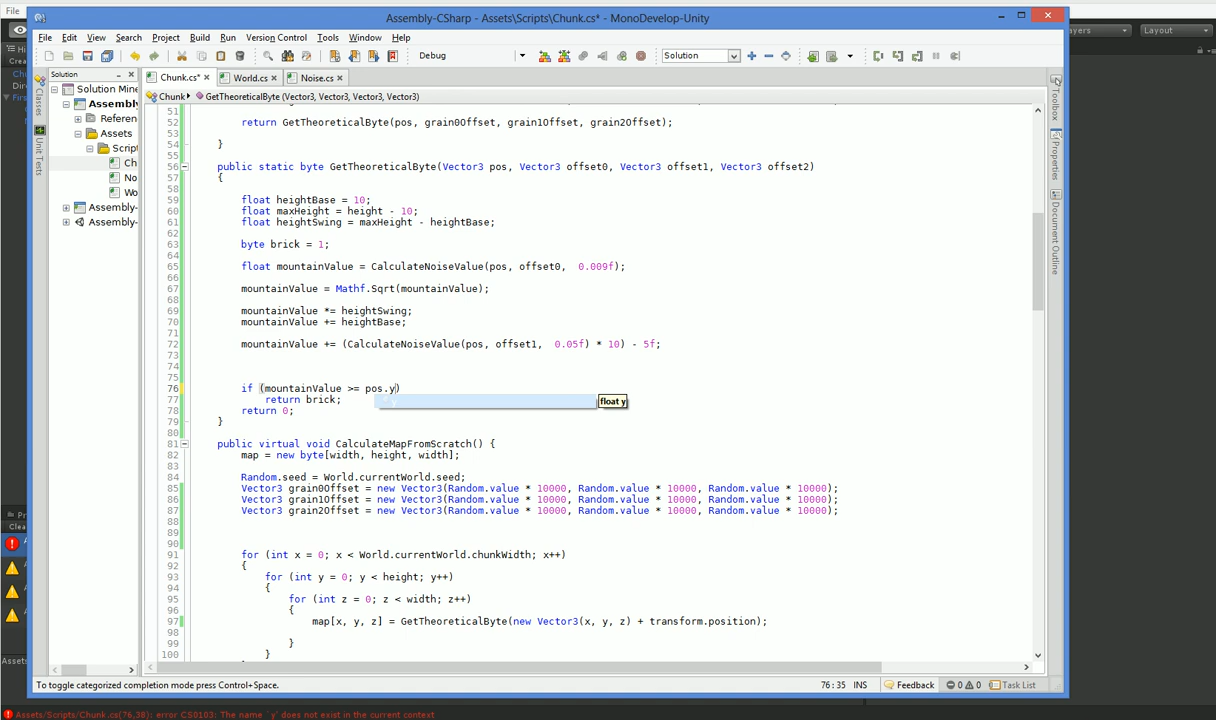 File
Assembly-CSharp - Assets\Scripts\Chunk.cs* - MonoDevelop-Unity
File Edit View Search Project Build Run Version Control Tools Window Help
Layout
Debug
Solution
Solution
Chunk.cs* World.cs Noise.cs
Chunk GetTheoreticalByte (Vector3, Vector3, Vector3, Vector3)
Solution Mine
Assembly
Referen
Assets
Scrip
Ch
No
Wo
Assembly-
Assembly-
Classes
Unit Tests
Toolbox
Properties
Document Outline
51
52 return GetTheoreticalByte(pos, grain0Offset, grain1Offset, grain2Offset);
53
54 }
55
56 public static byte GetTheoreticalByte(Vector3 pos, Vector3 offset0, Vector3 offset1, Vector3 offset2)
57 {
58
59 float heightBase = 10;
60 float maxHeight = height - 10;
61 float heightSwing = maxHeight - heightBase;
62
63 byte brick = 1;
64
65 float mountainValue = CalculateNoiseValue(pos, offset0,  0.009f);
66
67 mountainValue = Mathf.Sqrt(mountainValue);
68
69 mountainValue *= heightSwing;
70 mountainValue += heightBase;
71
72 mountainValue += (CalculateNoiseValue(pos, offset1,  0.05f) * 10) - 5f;
73
74
75
76 if (mountainValue >= pos.y)
77 return brick;
float y
78 return 0;
79 }
80
81 public virtual void CalculateMapFromScratch() {
82 map = new byte[width, height, width];
83
84 Random.seed = World.currentWorld.seed;
85 Vector3 grain0Offset = new Vector3(Random.value * 10000, Random.value * 10000, Random.value * 10000);
86 Vector3 grain1Offset = new Vector3(Random.value * 10000, Random.value * 10000, Random.value * 10000);
87 Vector3 grain2Offset = new Vector3(Random.value * 10000, Random.value * 10000, Random.value * 10000);
88
89
90
91 for (int x = 0; x < World.currentWorld.chunkWidth; x++)
92 {
93 for (int y = 0; y < height; y++)
94 {
95 for (int z = 0; z < width; z++)
96 {
97 map[x, y, z] = GetTheoreticalByte(new Vector3(x, y, z) + transform.position);
98
99 }
100 }
To toggle categorized completion mode press Control+Space.
76 : 35 INS
Feedback
0 0
Task List
Assets/Scripts/Chunk.cs(76,38): error CS0103: The name `y' does not exist in the current context